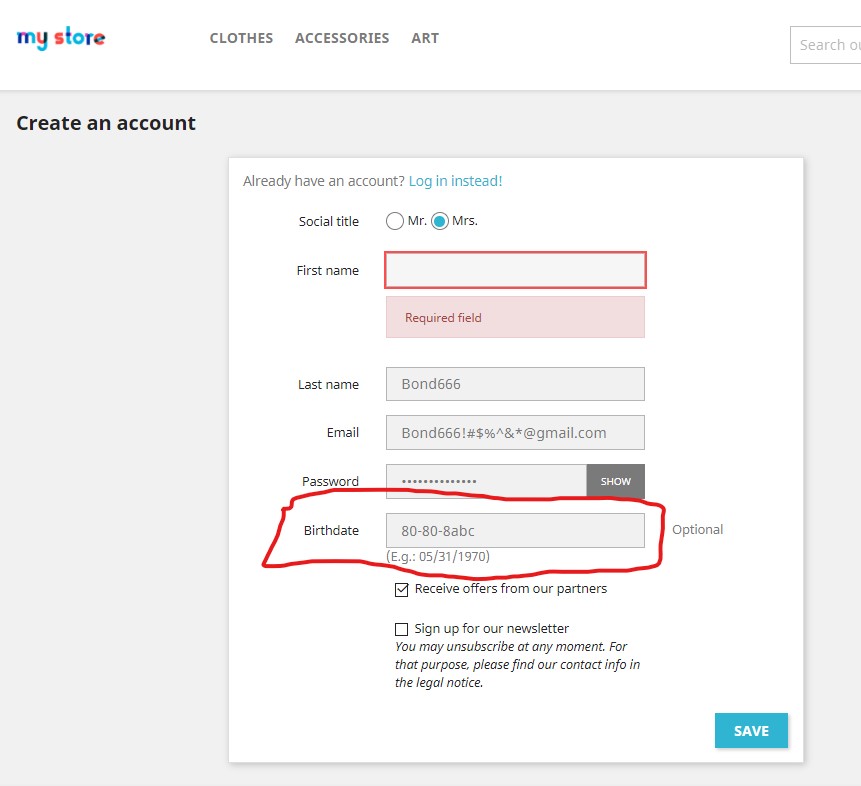 my store
CLOTHES ACCESSORIES ART
Search ou
Create an account
Already have an account? Log in instead!
Social title Mr. Mrs.
First name
Required field
Last name Bond666
Email Bond666!#$%^&*@gmail.com
Password •••••••••••••• SHOW
Birthdate 80-80-8abc Optional
(E.g.: 05/31/1970)
Receive offers from our partners
Sign up for our newsletter
You may unsubscribe at any moment. For
that purpose, please find our contact info in
the legal notice.
SAVE